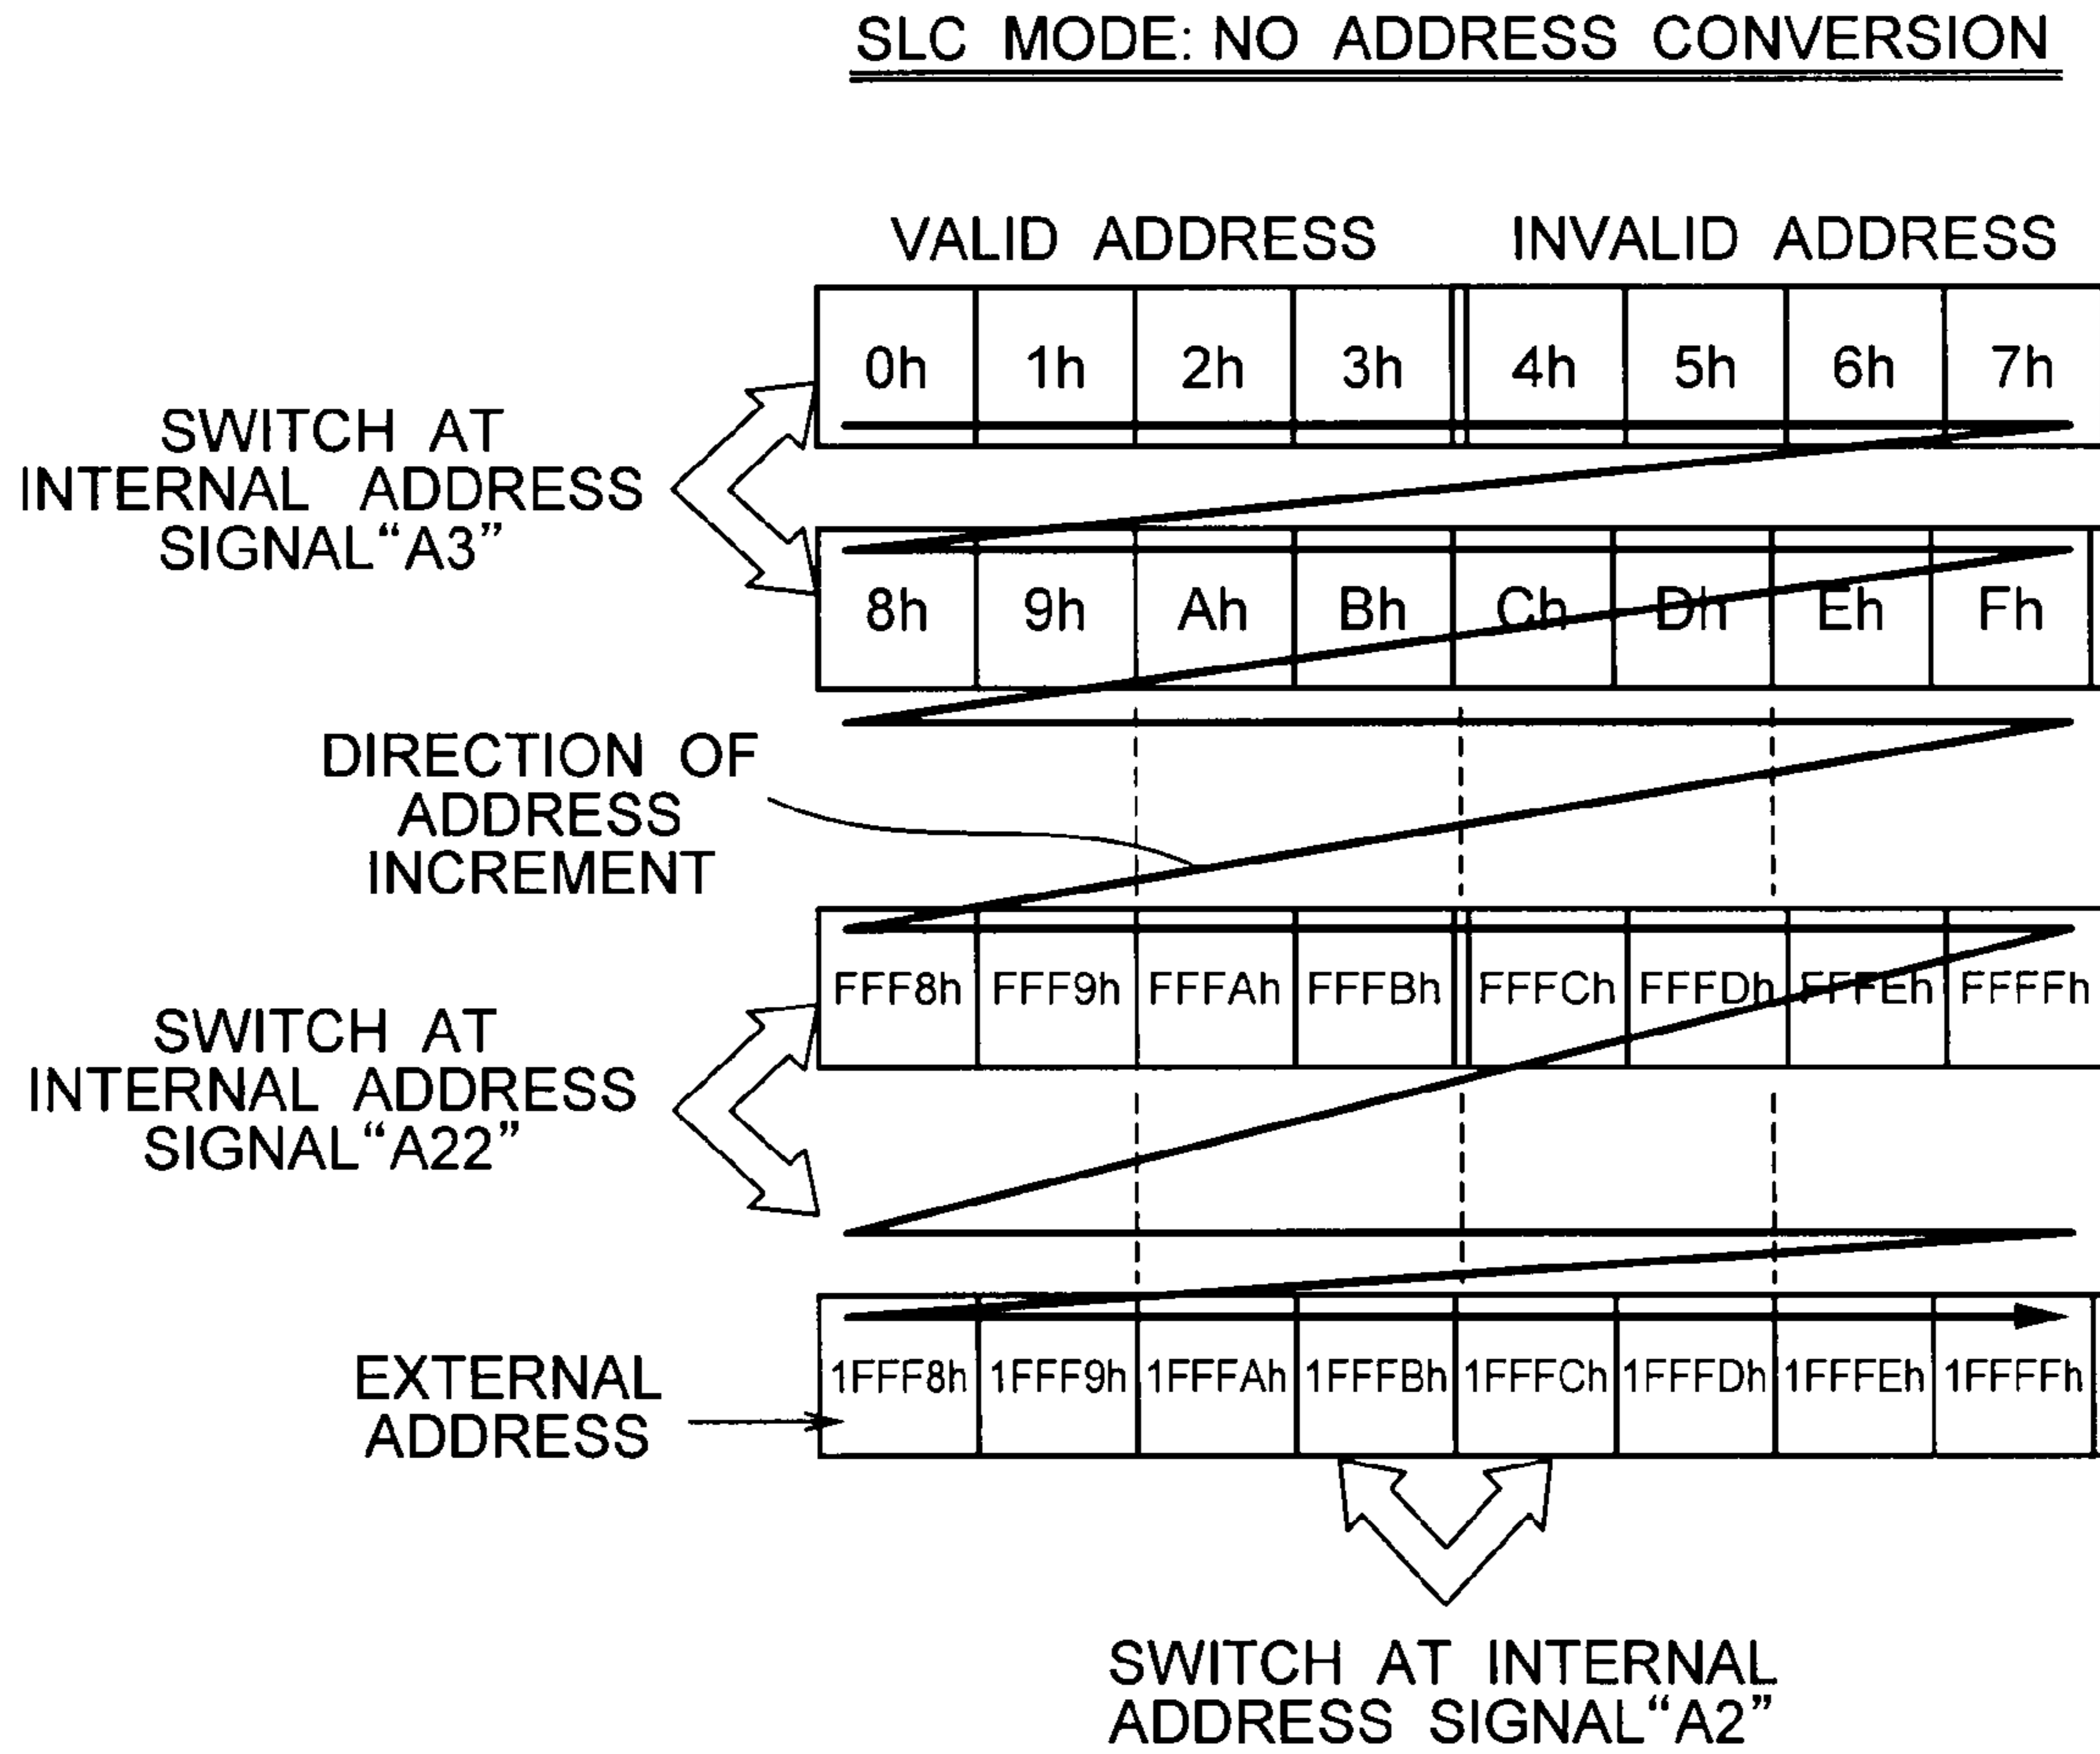 SLC MODE: NO ADDRESS CONVERSION
VALID ADDRESS INVALID ADDRESS
0h 1h 2h 3h 4h 5h 6h 7h
SWITCH AT
INTERNAL ADDRESS
SIGNAL“A3”
8h 9h Ah Bh Ch Dh Eh Fh
DIRECTION OF
ADDRESS
INCREMENT
FFF8h FFF9h FFFAh FFFBh FFFCh FFFDh FFFEh FFFFh
SWITCH AT
INTERNAL ADDRESS
SIGNAL“A22”
1FFF8h 1FFF9h 1FFFAh 1FFFBh 1FFFCh 1FFFDh 1FFFEh 1FFFFh
EXTERNAL
ADDRESS
SWITCH AT INTERNAL
ADDRESS SIGNAL“A2”